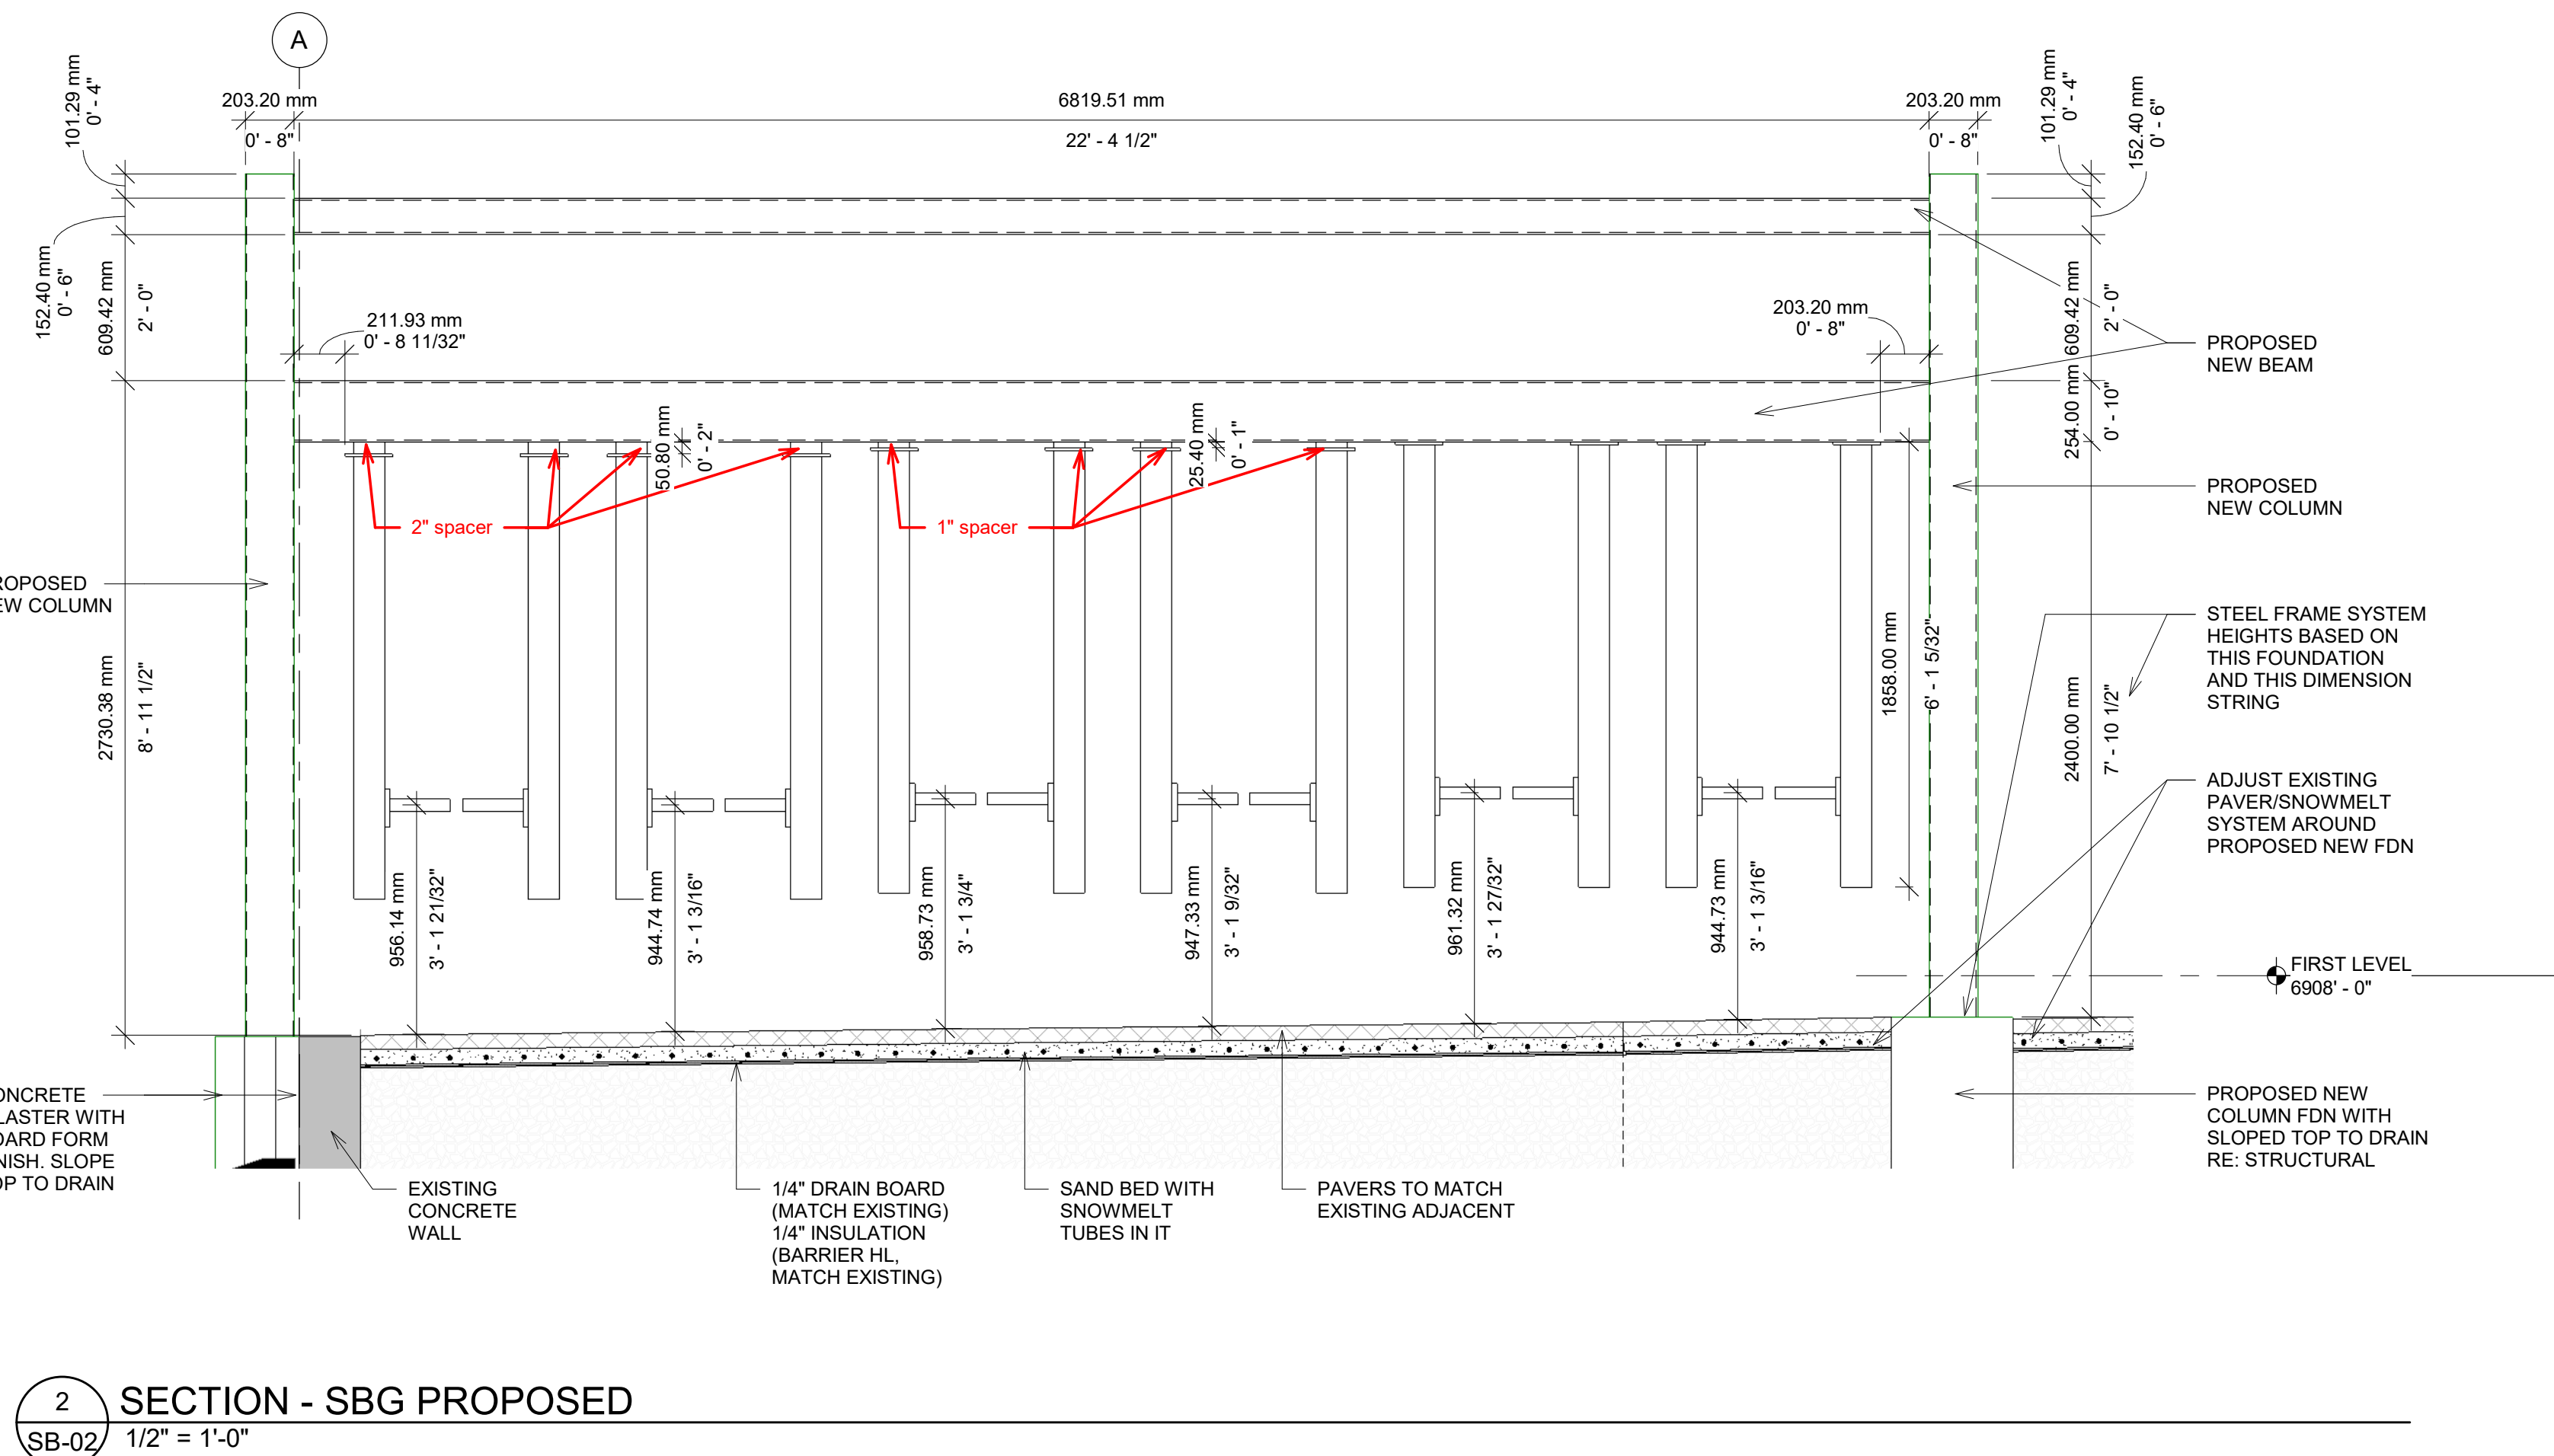 A
101.29 mm
0' - 4"
203.20 mm
0' - 8"
6819.51 mm
22' - 4 1/2"
203.20 mm
0' - 8"
101.29 mm
0' - 4"
152.40 mm
0' - 6"
152.40 mm
0' - 6"
609.42 mm
2' - 0"
211.93 mm
0' - 8 11/32"
203.20 mm
0' - 8"
609.42 mm
2' - 0"
PROPOSED
NEW BEAM
50.80 mm
0' - 2"
25.40 mm
0' - 1"
254.00 mm
0' - 10"
2" spacer
1" spacer
PROPOSED
NEW COLUMN
ROPOSED
EW COLUMN
2730.38 mm
8' - 11 1/2"
1858.00 mm
6' - 1 5/32"
2400.00 mm
7' - 10 1/2"
STEEL FRAME SYSTEM
HEIGHTS BASED ON
THIS FOUNDATION
AND THIS DIMENSION
STRING
ADJUST EXISTING
PAVER/SNOWMELT
SYSTEM AROUND
PROPOSED NEW FDN
956.14 mm
3' - 1 21/32"
944.74 mm
3' - 1 3/16"
958.73 mm
3' - 1 3/4"
947.33 mm
3' - 1 9/32"
961.32 mm
3' - 1 27/32"
944.73 mm
3' - 1 3/16"
FIRST LEVEL
6908' - 0"
ONCRETE
LASTER WITH
OARD FORM
NISH. SLOPE
OP TO DRAIN
EXISTING
CONCRETE
WALL
1/4" DRAIN BOARD
(MATCH EXISTING)
1/4" INSULATION
(BARRIER HL,
MATCH EXISTING)
SAND BED WITH
SNOWMELT
TUBES IN IT
PAVERS TO MATCH
EXISTING ADJACENT
PROPOSED NEW
COLUMN FDN WITH
SLOPED TOP TO DRAIN
RE: STRUCTURAL
2
SB-02
SECTION - SBG PROPOSED
1/2" = 1'-0"